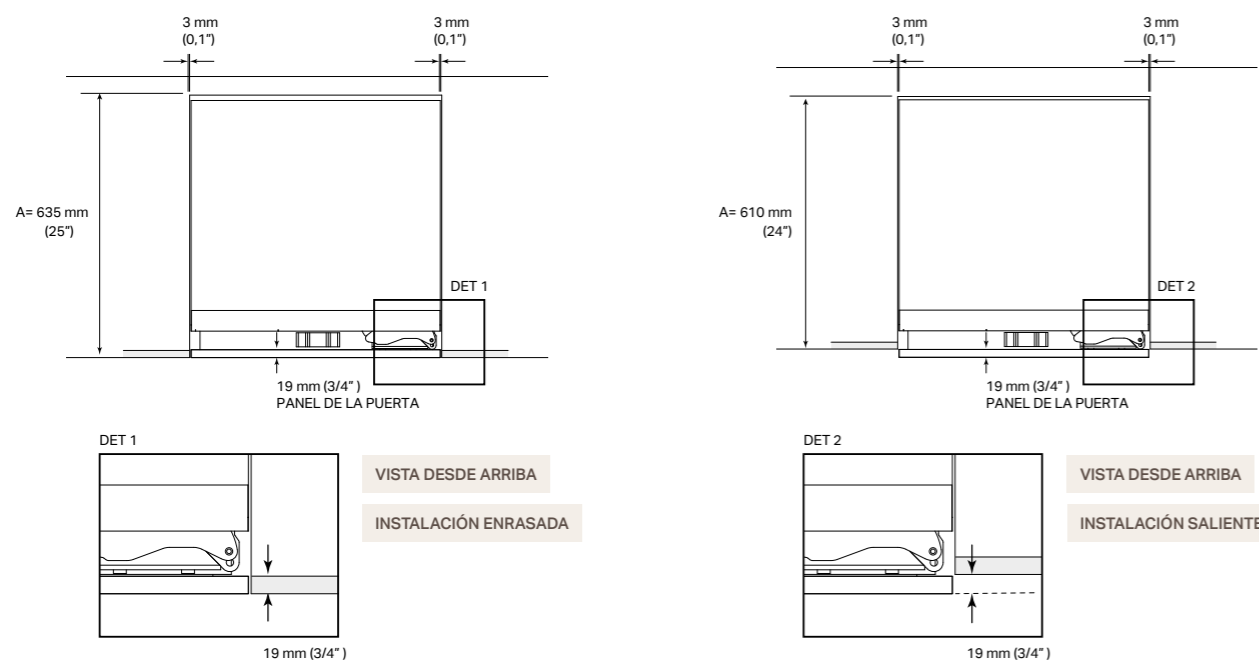 3 mm
(0,1")
3 mm
(0,1")
A= 635 mm
(25")
DET 1
19 mm (3/4" )
PANEL DE LA PUERTA
DET 1
VISTA DESDE ARRIBA
INSTALACIÓN ENRASADA
19 mm (3/4" )
3 mm
(0,1")
3 mm
(0,1")
A= 610 mm
(24")
DET 2
19 mm (3/4" )
PANEL DE LA PUERTA
DET 2
VISTA DESDE ARRIBA
INSTALACIÓN SALIENTE
19 mm (3/4" )